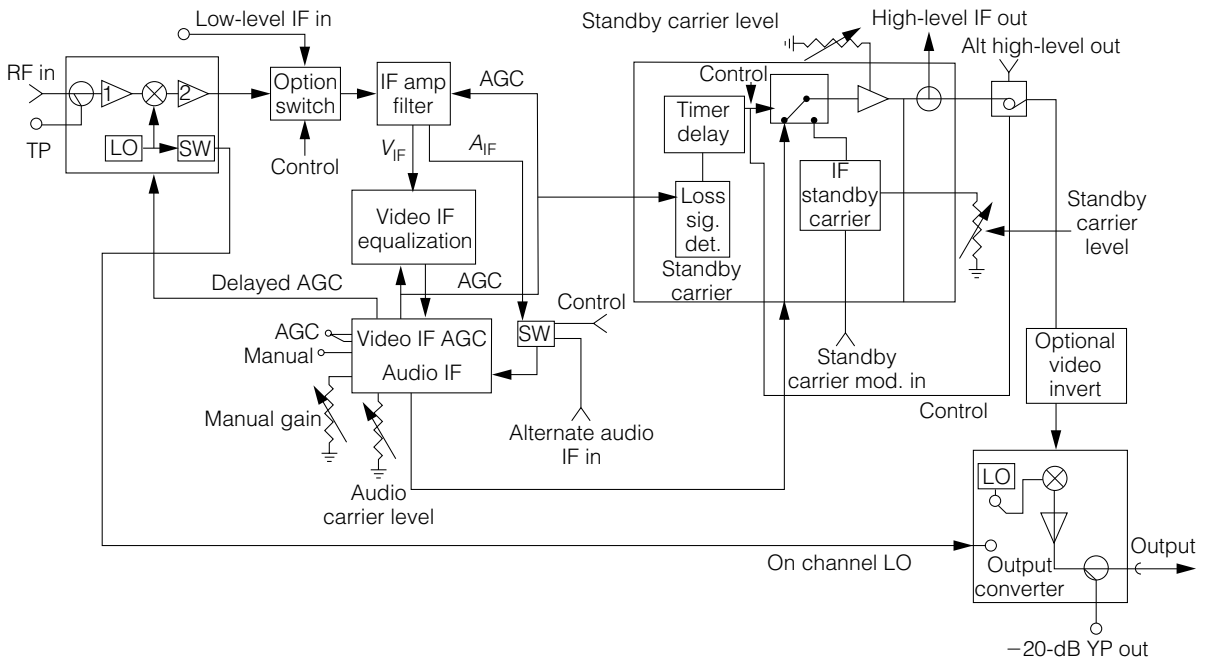 Low-level IF in
Standby carrier level
High-level IF out
Alt high-level out
RF in
1
2
Option
switch
IF amp
filter
AGC
Control
TP
LO
SW
Control
V_IF
A_IF
Timer
delay
Loss
sig.
det.
Standby
carrier
IF
standby
carrier
Standby
carrier
level
Video IF
equalization
Delayed AGC
AGC
Control
AGC
Manual
Video IF AGC
Audio IF
SW
Standby
carrier mod. in
Optional
video
invert
Control
Manual gain
Alternate audio
IF in
Audio
carrier level
LO
On channel LO
Output
converter
Output
−20-dB YP out